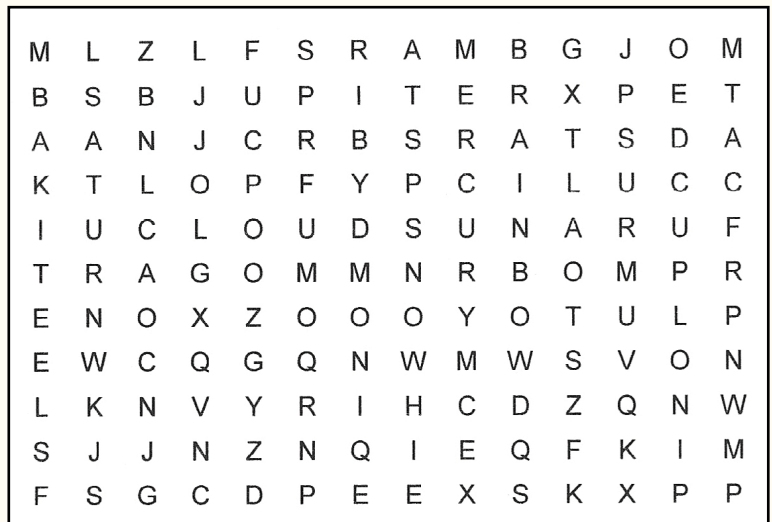 M L Z L F S R A M B G J O M
B S B J U P I T E R X P E T
A A N J C R B S R A T S D A
K T L O P F Y P C I L U C C
I U C L O U D S U N A R U F
T R A G O M M N R B O M P R
E N O X Z O O O Y O T U L P
E W C Q G Q N W M W S V O N
L K N V Y R I H C D Z Q N W
S J J N Z N Q I E Q F K I M
F S G C D P E E X S K X P P